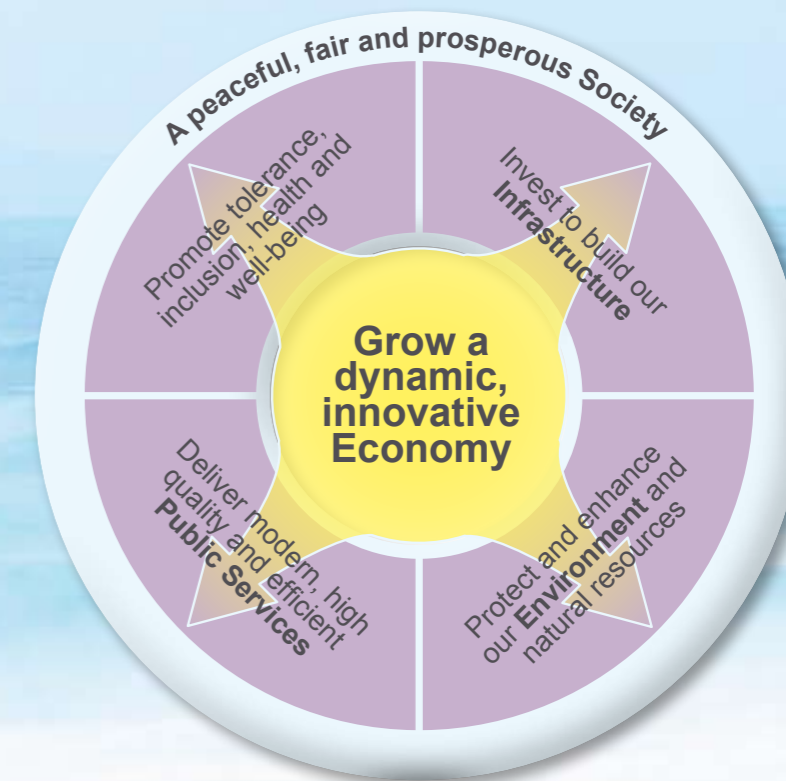 A peaceful, fair and prosperous Society
Promote tolerance,
inclusion, health and
well-being
Invest to build our
Infrastructure
Grow a
dynamic,
innovative
Economy
Deliver modern, high
quality and efficient
Public Services
Protect and enhance
our Environment and
natural resources